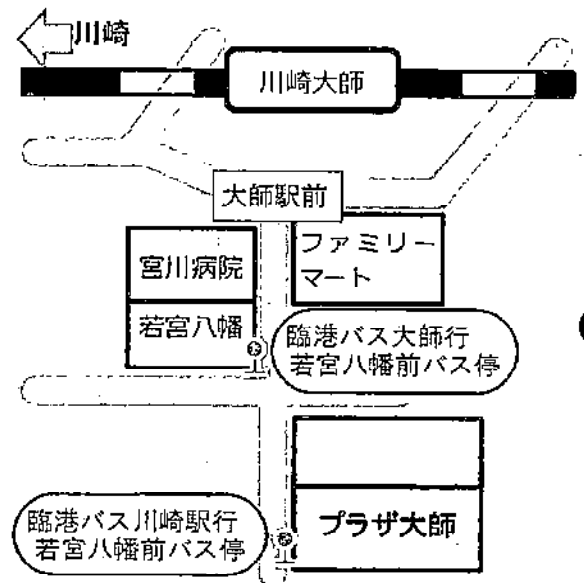 川崎
川崎大師
大師駅前
ファミリー
マート
宮川病院
若宮八幡
臨港バス大師行
若宮八幡前バス停
プラザ大師
臨港バス川崎駅行
若宮八幡前バス停